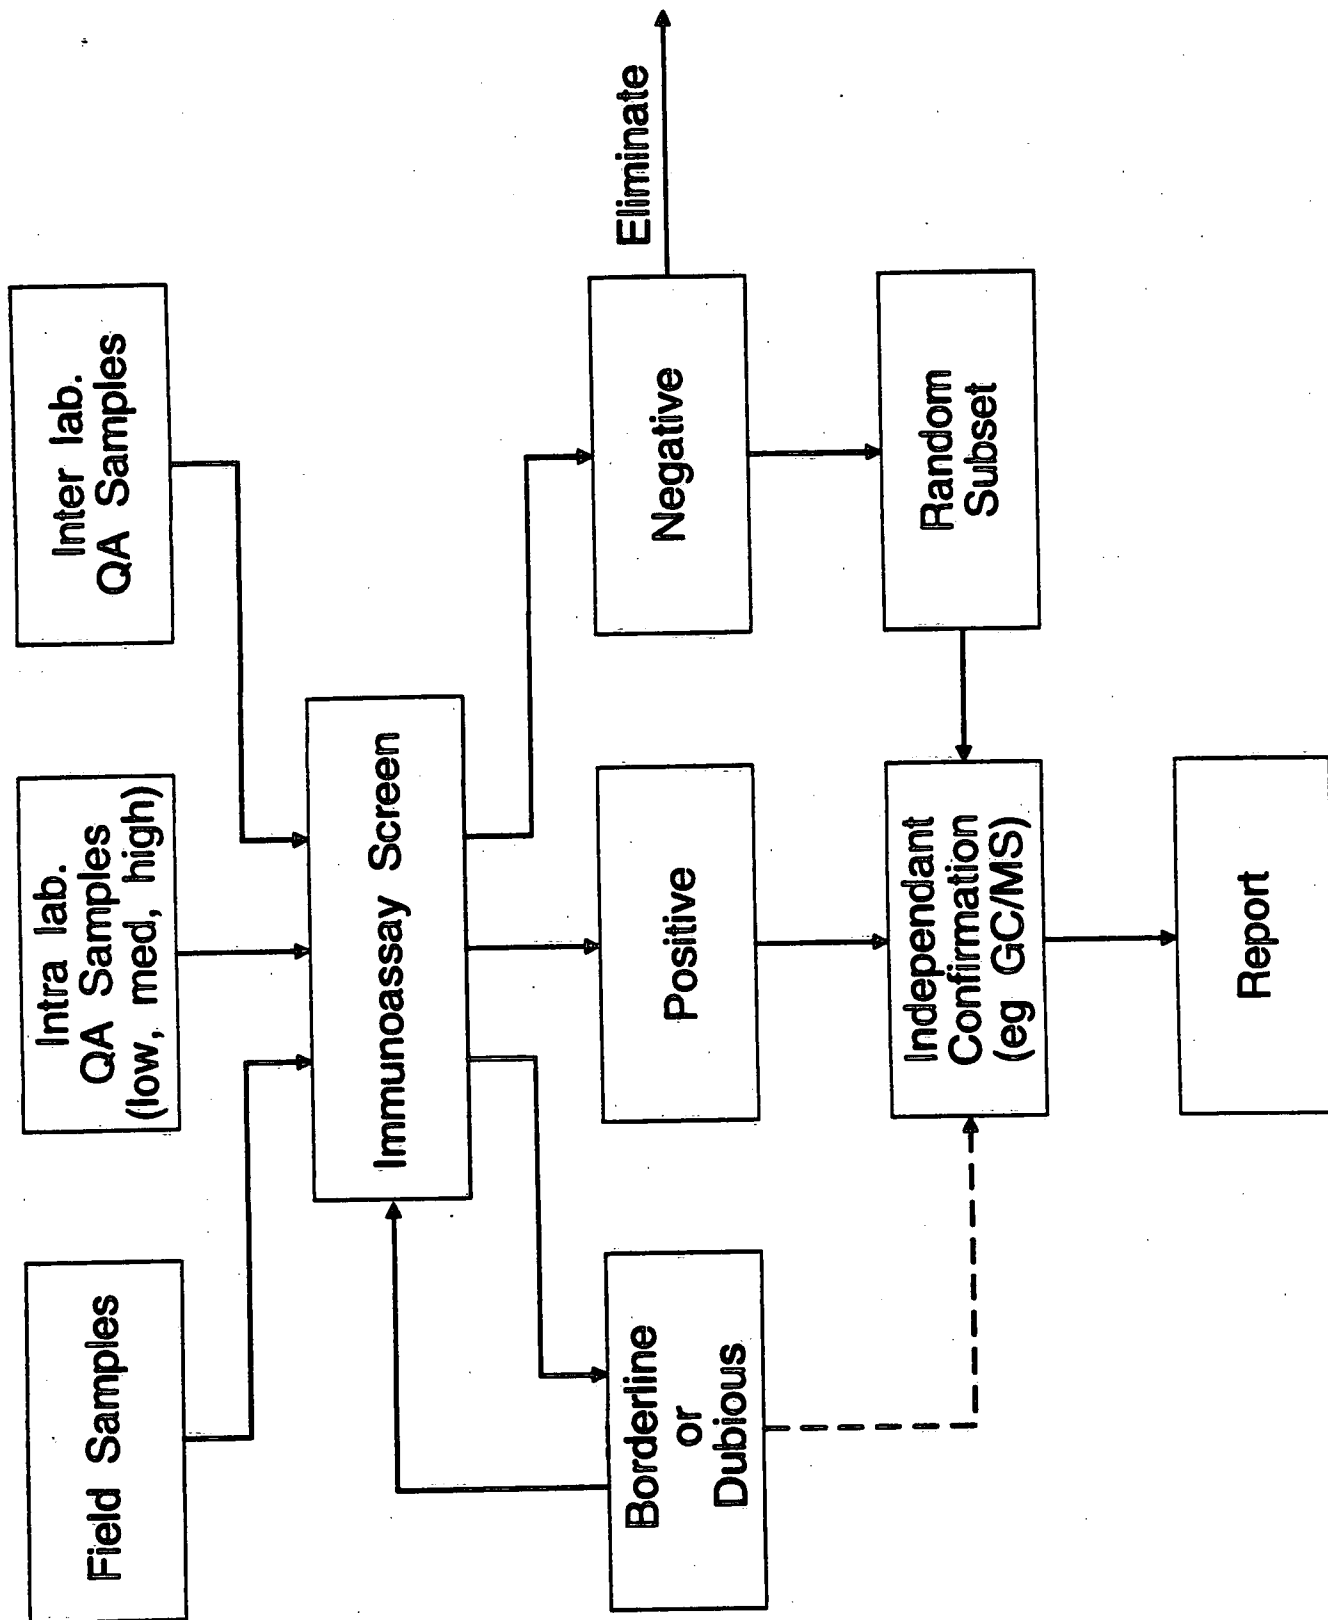 Field Samples
Intra lab.
QA Samples
(low, med, high)
Inter lab.
QA Samples
Immunoassay Screen
Borderline
or
Dubious
Positive
Negative
Eliminate
Independant
Confirmation
(eg GC/MS)
Random
Subset
Report